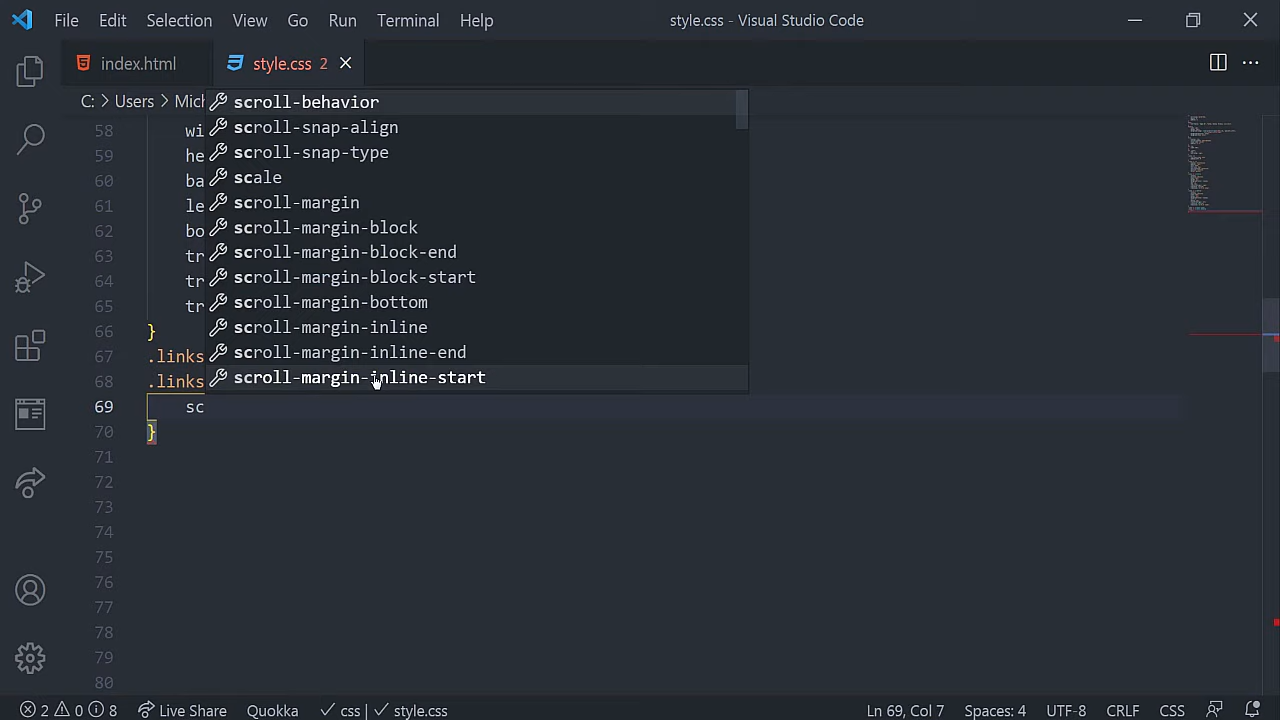 File Edit Selection View Go Run Terminal Help style.css - Visual Studio Code
index.html style.css 2
C: > Users > Mich
scroll-behavior
scroll-snap-align
scroll-snap-type
scale
scroll-margin
scroll-margin-block
scroll-margin-block-end
scroll-margin-block-start
scroll-margin-bottom
scroll-margin-inline
scroll-margin-inline-end
scroll-margin-inline-start
58 wi
59 he
60 ba
61 le
62 bo
63 tr
64 tr
65 tr
66 }
67 .links
68 .links
69 sc
70 }
71
72
73
74
75
76
77
78
79
80
2 0 8 Live Share Quokka css | style.css Ln 69, Col 7 Spaces: 4 UTF-8 CRLF CSS